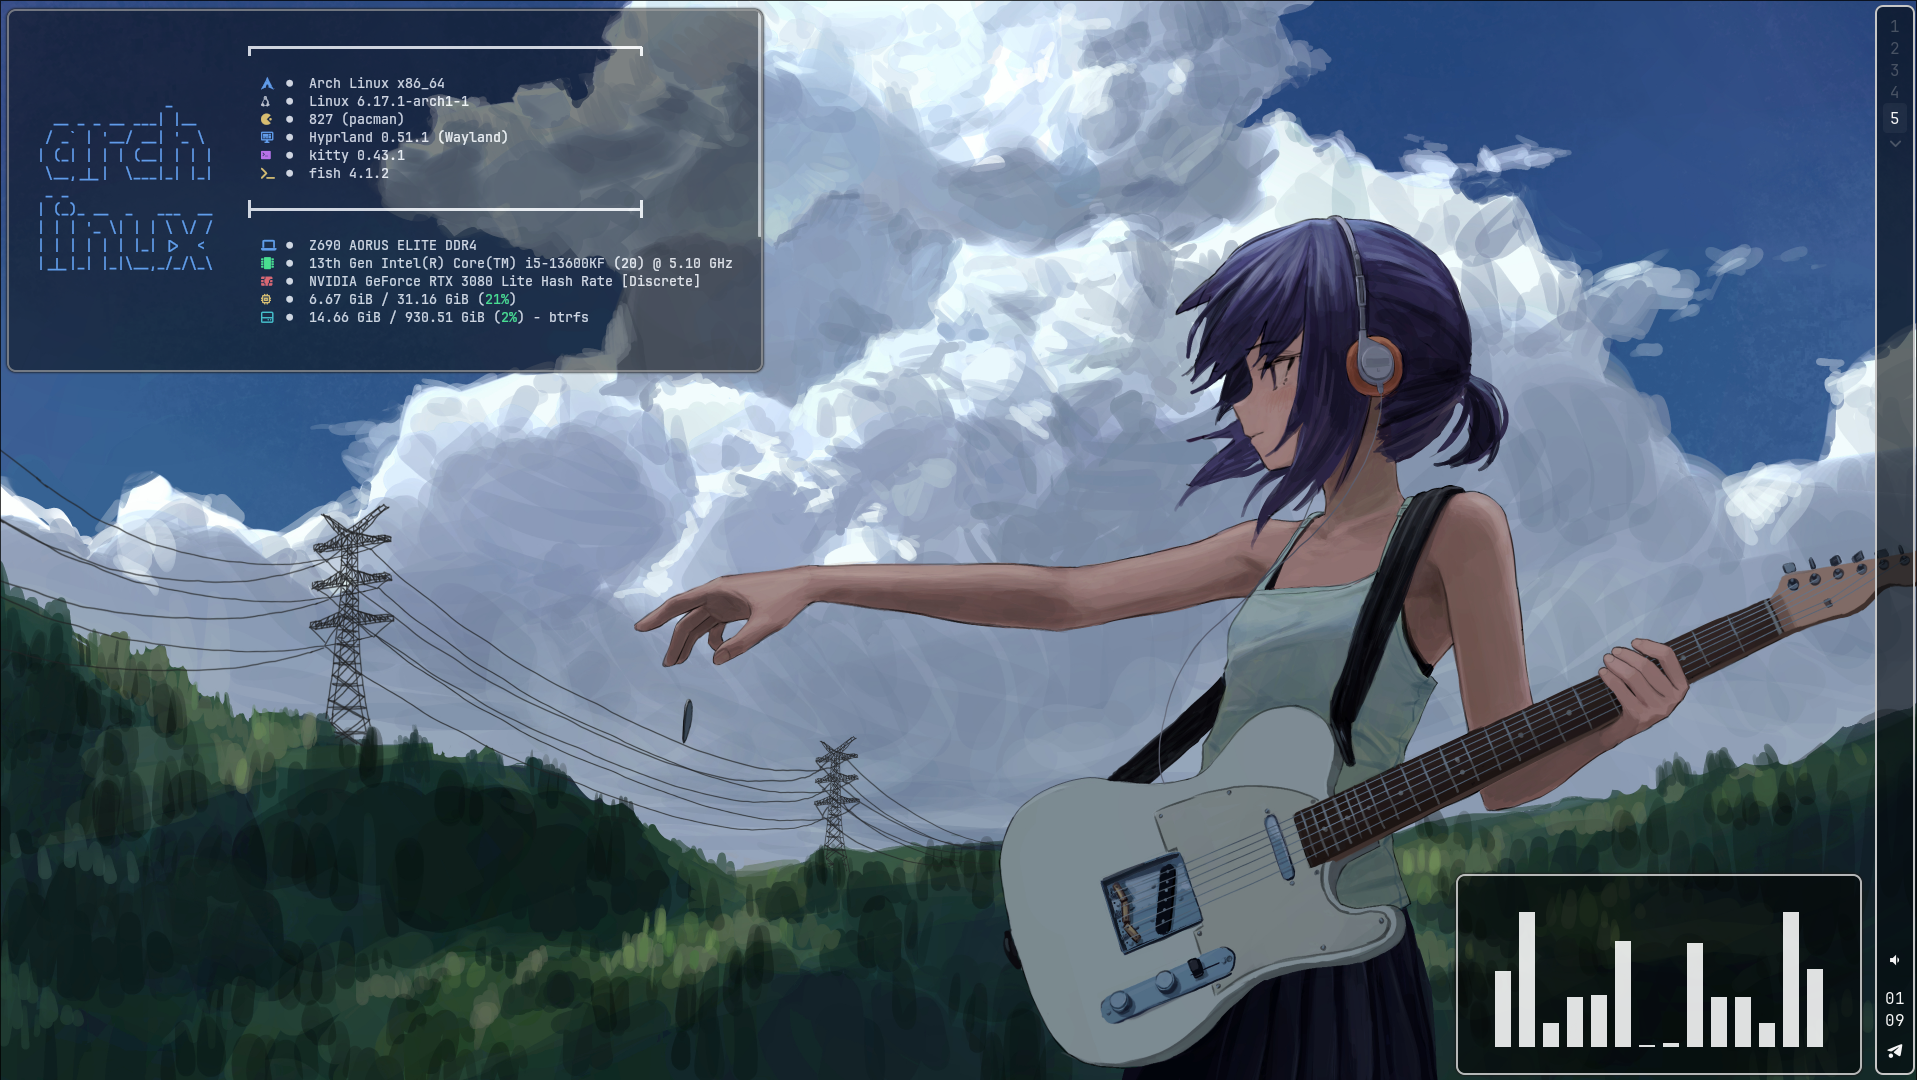 arch
linux
Arch Linux x86_64
Linux 6.17.1-arch1-1
827 (pacman)
Hyprland 0.51.1 (Wayland)
kitty 0.43.1
fish 4.1.2
Z690 AORUS ELITE DDR4
13th Gen Intel(R) Core(TM) i5-13600KF (20) @ 5.10 GHz
NVIDIA GeForce RTX 3080 Lite Hash Rate [Discrete]
6.67 GiB / 31.16 GiB (21%)
14.66 GiB / 930.51 GiB (2%) - btrfs
1
2
3
4
5
01
09